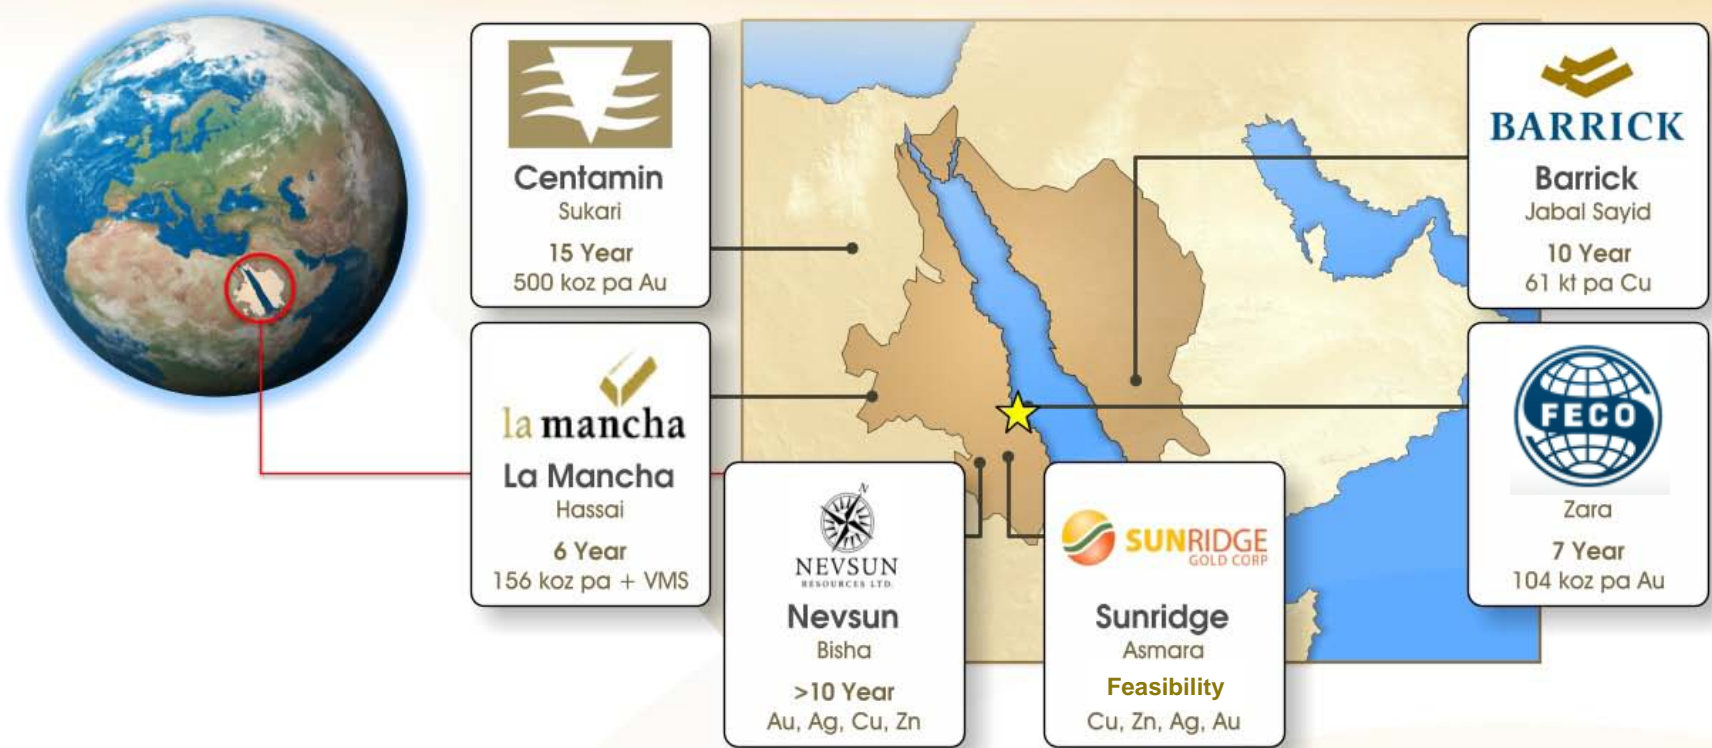 Centamin
Sukari
15 Year
500 koz pa Au
la mancha
La Mancha
Hassai
6 Year
156 koz pa + VMS
N
NEVSUN
RESOURCES LTD.
Nevsun
Bisha
>10 Year
Au, Ag, Cu, Zn
SUNRIDGE
GOLD CORP
Sunridge
Asmara
Feasibility
Cu, Zn, Ag, Au
BARRICK
Barrick
Jabal Sayid
10 Year
61 kt pa Cu
FECO
Zara
7 Year
104 koz pa Au